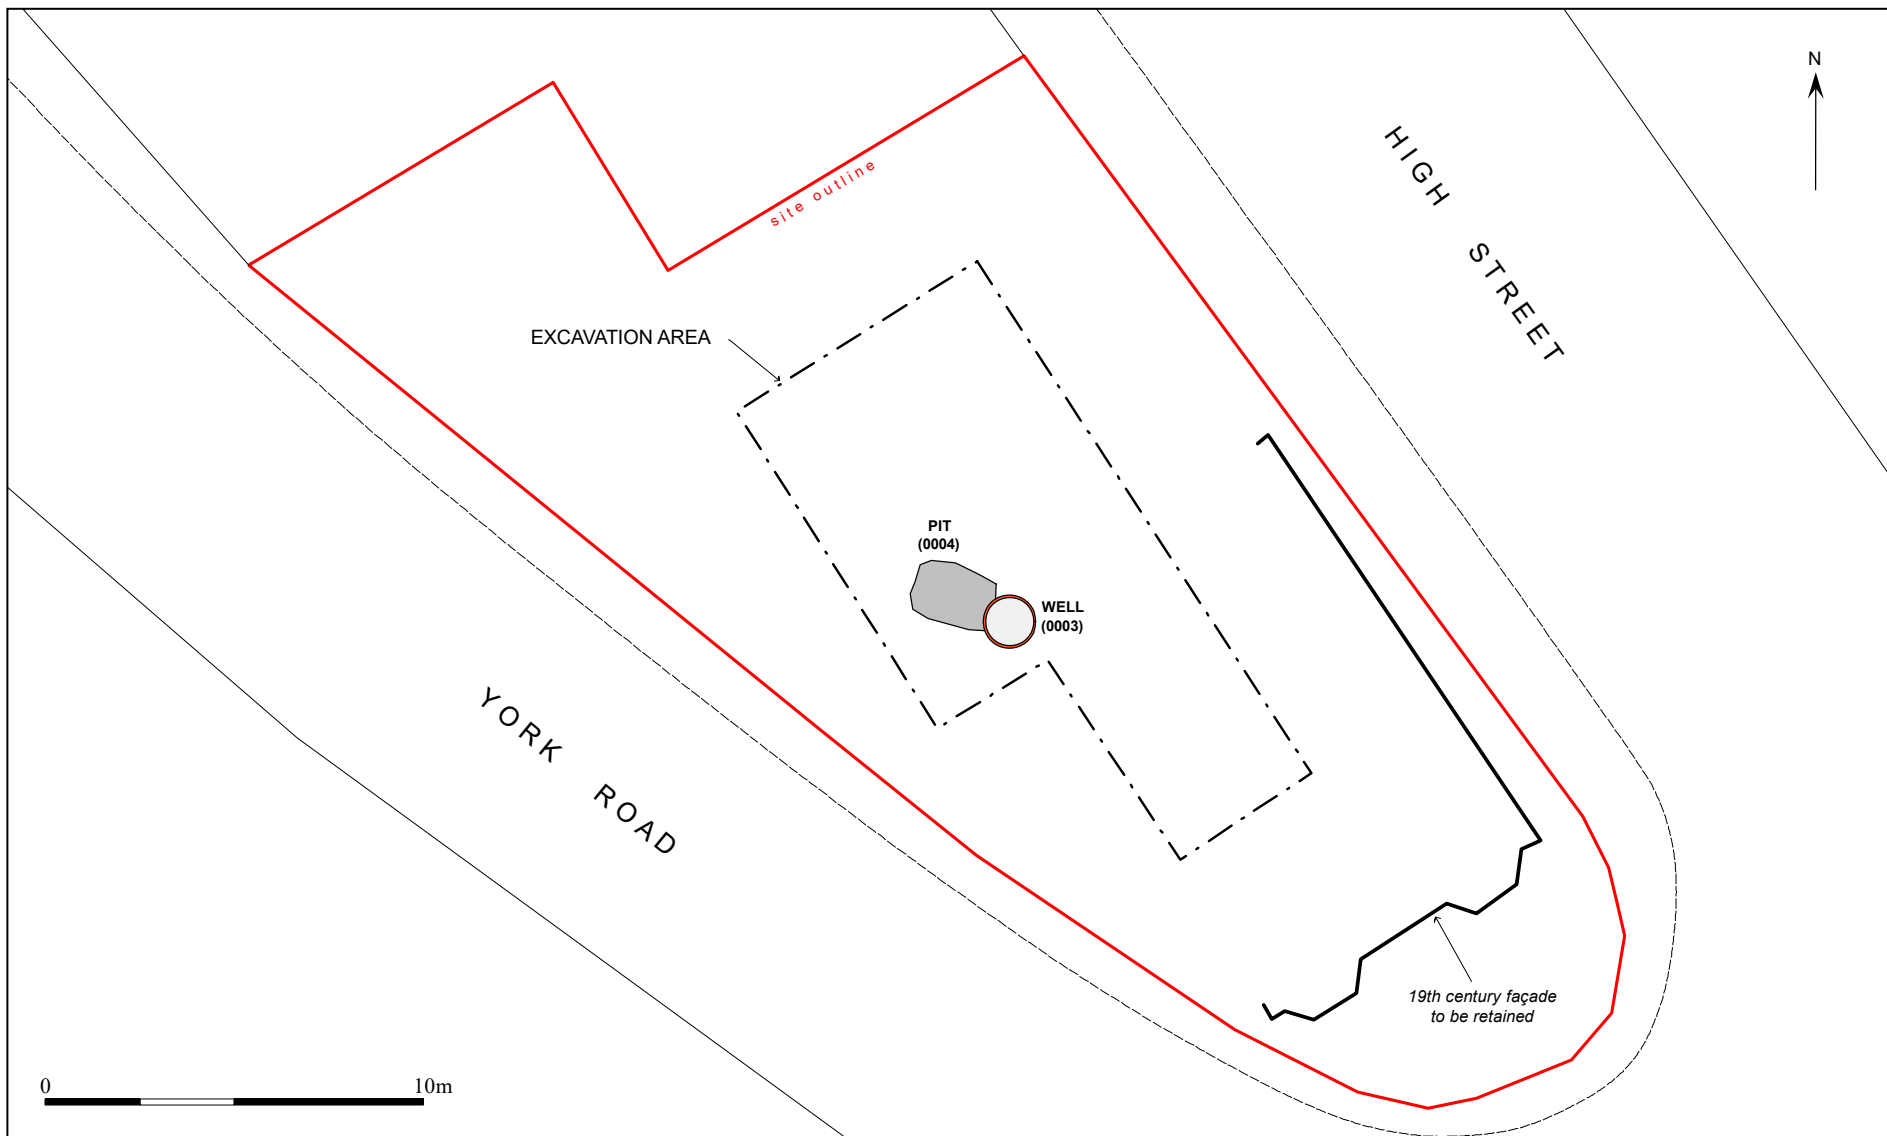 N
HIGH STREET
site outline
EXCAVATION AREA
PIT
(0004)
WELL
(0003)
YORK ROAD
19th century façade
to be retained
0 10m